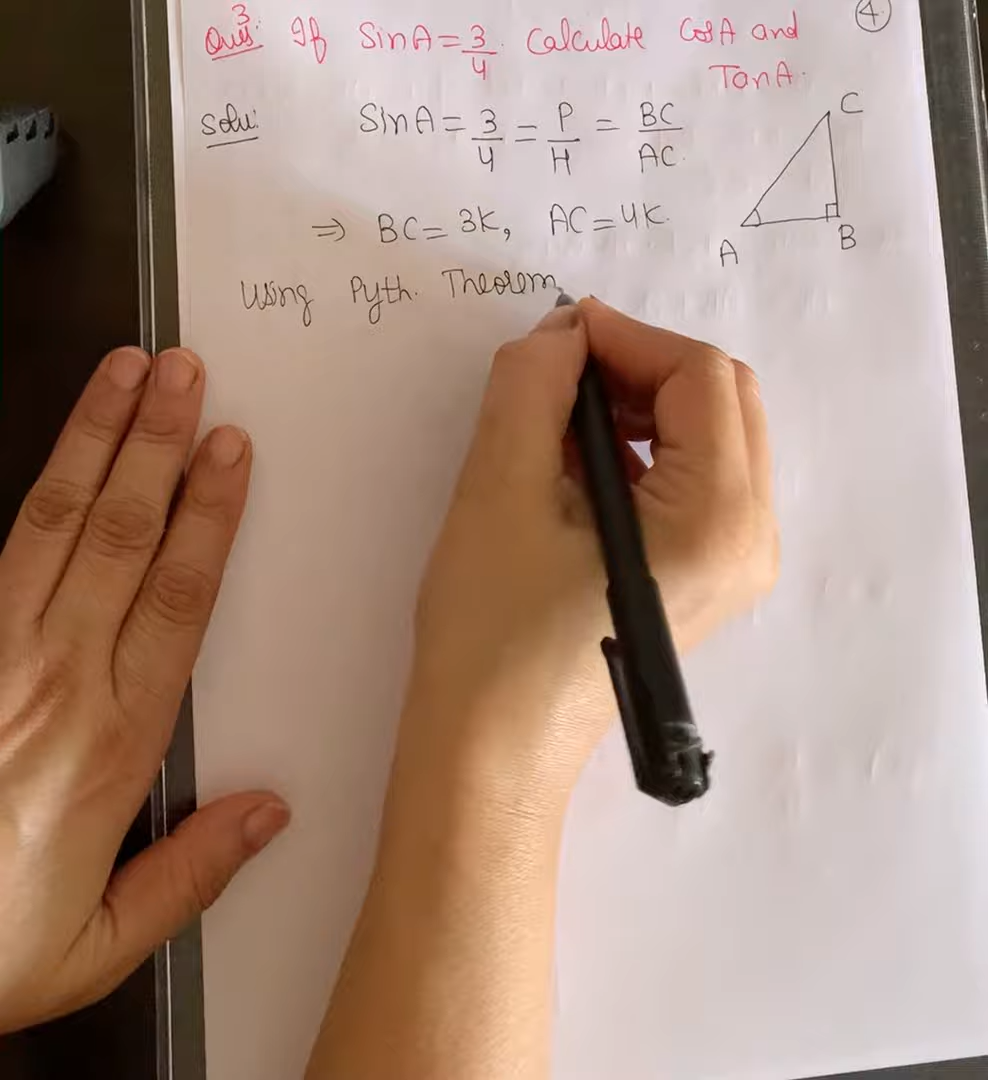 Ques: 3 If SinA = 3/4. Calculate CosA and ④
TanA.
Solu: SinA = 3/4 = P/H = BC/AC.
C
⇒ BC = 3K, AC = 4K.
A B
Using Pyth. Theorem,